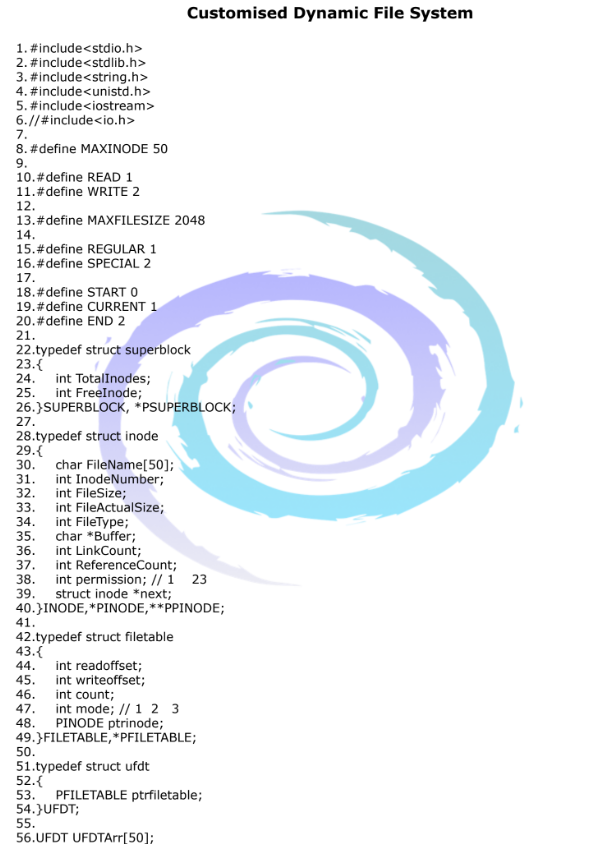 Customised Dynamic File System
1. #include<stdio.h>
2. #include<stdlib.h>
3. #include<string.h>
4. #include<unistd.h>
5. #include<iostream>
6. //#include<io.h>
7.
8. #define MAXINODE 50
9.
10.#define READ 1
11.#define WRITE 2
12.
13.#define MAXFILESIZE 2048
14.
15.#define REGULAR 1
16.#define SPECIAL 2
17.
18.#define START 0
19.#define CURRENT 1
20.#define END 2
21.
22.typedef struct superblock
23.{
24. int TotalInodes;
25. int FreeInode;
26.}SUPERBLOCK, *PSUPERBLOCK;
27.
28.typedef struct inode
29.{
30. char FileName[50];
31. int InodeNumber;
32. int FileSize;
33. int FileActualSize;
34. int FileType;
35. char *Buffer;
36. int LinkCount;
37. int ReferenceCount;
38. int permission; // 1 23
39. struct inode *next;
40.}INODE,*PINODE,**PPINODE;
41.
42.typedef struct filetable
43.{
44. int readoffset;
45. int writeoffset;
46. int count;
47. int mode; // 1 2 3
48. PINODE ptrinode;
49.}FILETABLE,*PFILETABLE;
50.
51.typedef struct ufdt
52.{
53. PFILETABLE ptrfiletable;
54.}UFDT;
55.
56.UFDT UFDTArr[50];